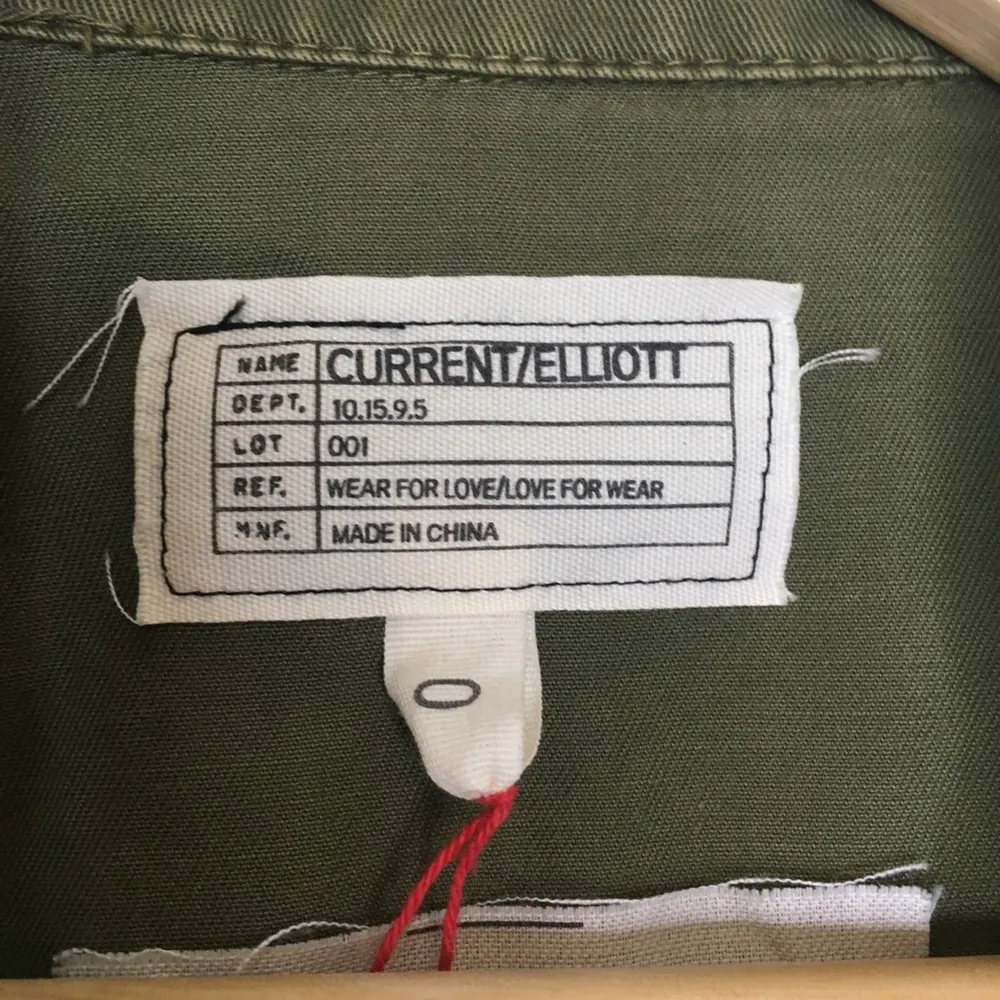 NAME CURRENT/ELLIOTT
DEPT. 10.15.9.5
LOT 001
REF. WEAR FOR LOVE/LOVE FOR WEAR
MNF. MADE IN CHINA
0